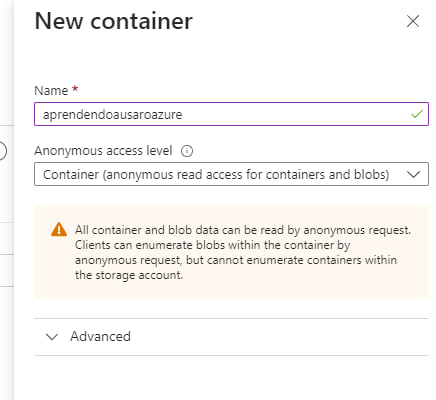 New container
Name *
aprendendoausaroazure
Anonymous access level
Container (anonymous read access for containers and blobs)
All container and blob data can be read by anonymous request.
Clients can enumerate blobs within the container by
anonymous request, but cannot enumerate containers within
the storage account.
Advanced